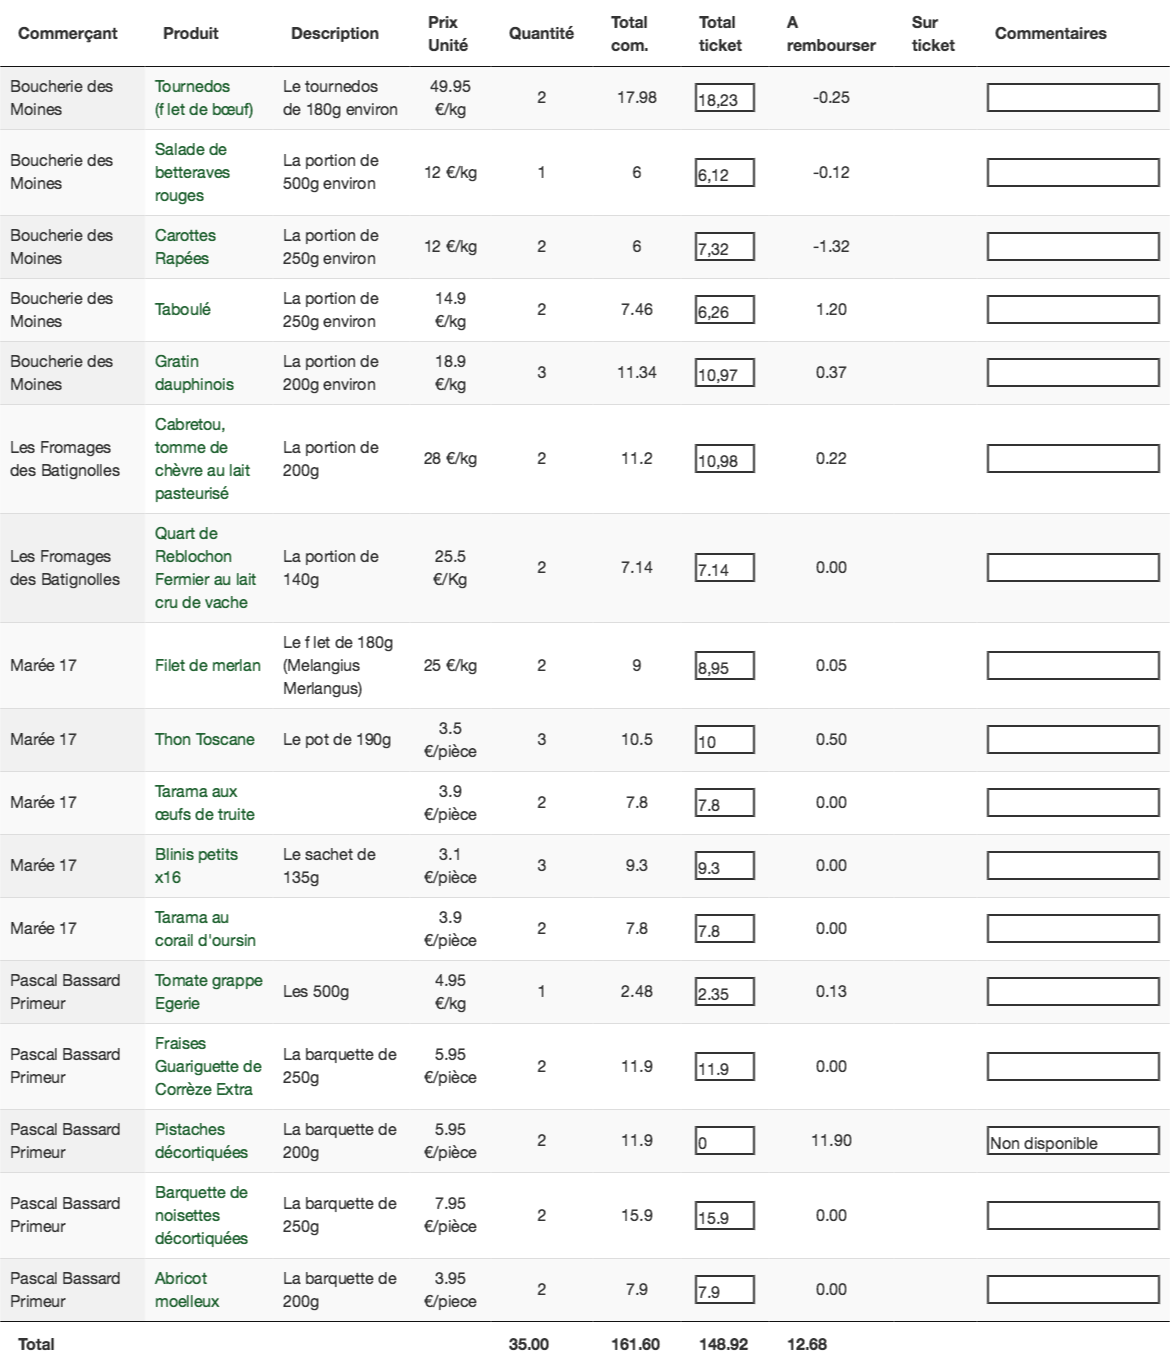 Commerçant Produit Description Prix Unité Quantité Total com. Total ticket A rembourser Sur ticket Commentaires
Boucherie des Moines Tournedos (f let de bœuf) Le tournedos de 180g environ 49.95 €/kg 2 17.98 18,23 -0.25
Boucherie des Moines Salade de betteraves rouges La portion de 500g environ 12 €/kg 1 6 6,12 -0.12
Boucherie des Moines Carottes Rapées La portion de 250g environ 12 €/kg 2 6 7,32 -1.32
Boucherie des Moines Taboulé La portion de 250g environ 14.9 €/kg 2 7.46 6,26 1.20
Boucherie des Moines Gratin dauphinois La portion de 200g environ 18.9 €/kg 3 11.34 10,97 0.37
Les Fromages des Batignolles Cabretou, tomme de chèvre au lait pasteurisé La portion de 200g 28 €/kg 2 11.2 10,98 0.22
Les Fromages des Batignolles Quart de Reblochon Fermier au lait cru de vache La portion de 140g 25.5 €/Kg 2 7.14 7.14 0.00
Marée 17 Filet de merlan Le f let de 180g (Melangius Merlangus) 25 €/kg 2 9 8,95 0.05
Marée 17 Thon Toscane Le pot de 190g 3.5 €/pièce 3 10.5 10 0.50
Marée 17 Tarama aux œufs de truite 3.9 €/pièce 2 7.8 7.8 0.00
Marée 17 Blinis petits x16 Le sachet de 135g 3.1 €/pièce 3 9.3 9.3 0.00
Marée 17 Tarama au corail d'oursin 3.9 €/pièce 2 7.8 7.8 0.00
Pascal Bassard Primeur Tomate grappe Egerie Les 500g 4.95 €/kg 1 2.48 2.35 0.13
Pascal Bassard Primeur Fraises Guariguette de Corrèze Extra La barquette de 250g 5.95 €/pièce 2 11.9 11.9 0.00
Pascal Bassard Primeur Pistaches décortiquées La barquette de 200g 5.95 €/pièce 2 11.9 0 11.90 Non disponible
Pascal Bassard Primeur Barquette de noisettes décortiquées La barquette de 250g 7.95 €/pièce 2 15.9 15.9 0.00
Pascal Bassard Primeur Abricot moelleux La barquette de 200g 3.95 €/piece 2 7.9 7.9 0.00
Total 35.00 161.60 148.92 12.68